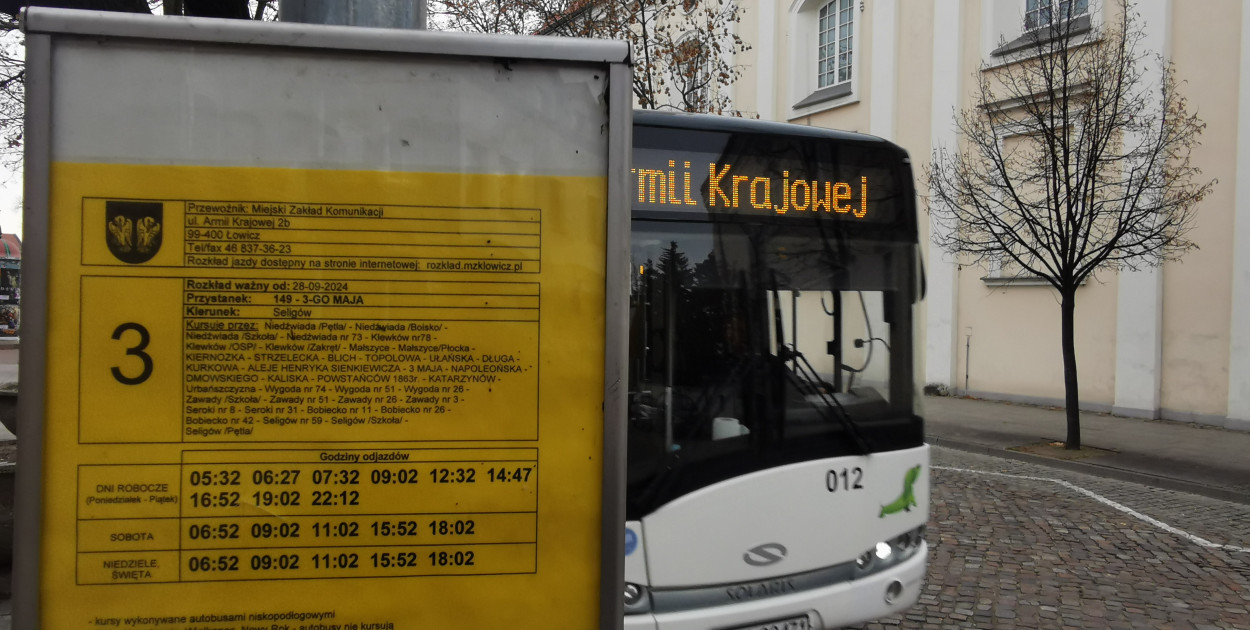 Przewoźnik: Miejski Zakład Komunikacji
ul. Armii Krajowej 2b
99-400 Łowicz
Tel/fax 46 837-36-23
Rozkład jazdy dostępny na stronie internetowej: rozklad.mzklowicz.pl
3
Rozkład ważny od: 28-09-2024
Przystanek: 149 - 3-GO MAJA
Kierunek: Seligów
Kursuje przez: Niedźwiada /Pętla/ - Niedźwiada /Boisko/ -
Niedźwiada /Szkoła/ - Niedźwiada nr 73 - Klewków nr78 -
Klewków /OSP/ - Klewków /Zakręt/ - Małszyce - Małszyce/Płocka -
KIERNOZKA - STRZELECKA - BLICH - TOPOLOWA - UŁAŃSKA - DŁUGA -
KURKOWA - ALEJE HENRYKA SIENKIEWICZA - 3 MAJA - NAPOLEOŃSKA -
DMOWSKIEGO - KALISKA - POWSTAŃCÓW 1863r. - KATARZYNÓW -
Urbańszczyzna - Wygoda nr 74 - Wygoda nr 51 - Wygoda nr 26 -
Zawady /Szkoła/ - Zawady nr 51 - Zawady nr 26 - Zawady nr 3 -
Seroki nr 8 - Seroki nr 31 - Bobiecko nr 11 - Bobiecko nr 26 -
Bobiecko nr 42 - Seligów nr 59 - Seligów /Szkoła/ -
Seligów /Pętla/
Godziny odjazdów
DNI ROBOCZE
(Poniedziałek - Piątek)
05:32 06:27 07:32 09:02 12:32 14:47
16:52 19:02 22:12
SOBOTA
06:52 09:02 11:02 15:52 18:02
NIEDZIELE,
ŚWIĘTA
06:52 09:02 11:02 15:52 18:02
- kursy wykonywane autobusami niskopodłogowymi
Nowy Rok - autobusy nie kursują
rmii Krajowej
012
SOLARIS